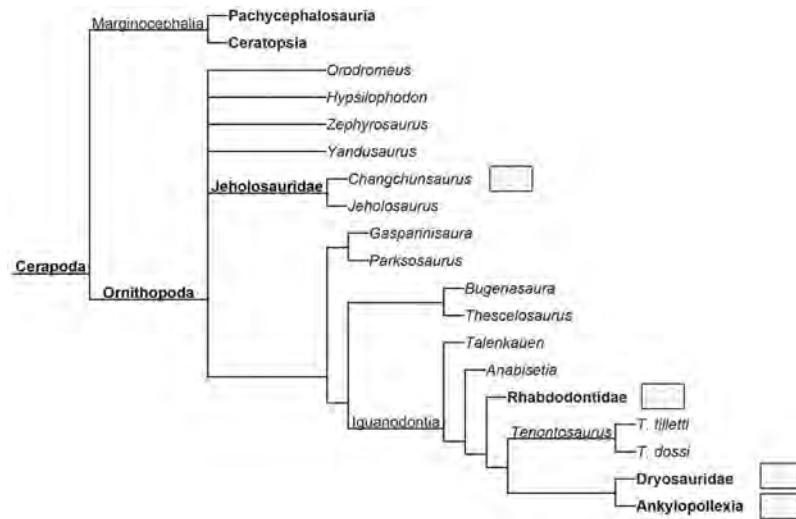 Marginocephalia
Pachycephalosauria
Ceratopsia
Orodromeus
Hypsilophodon
Zephyrosaurus
Yandusaurus
Jeholosauridae
Changchunsaurus
Jeholosaurus
Gasparinisaura
Parksosaurus
Cerapoda
Ornithopoda
Bugenasaura
Thescelosaurus
Talenkauen
Anabisetia
Rhabdodontidae
Iguanodontia
Tenontosaurus
T. tilletti
T. dossi
Dryosauridae
Ankylopollexia